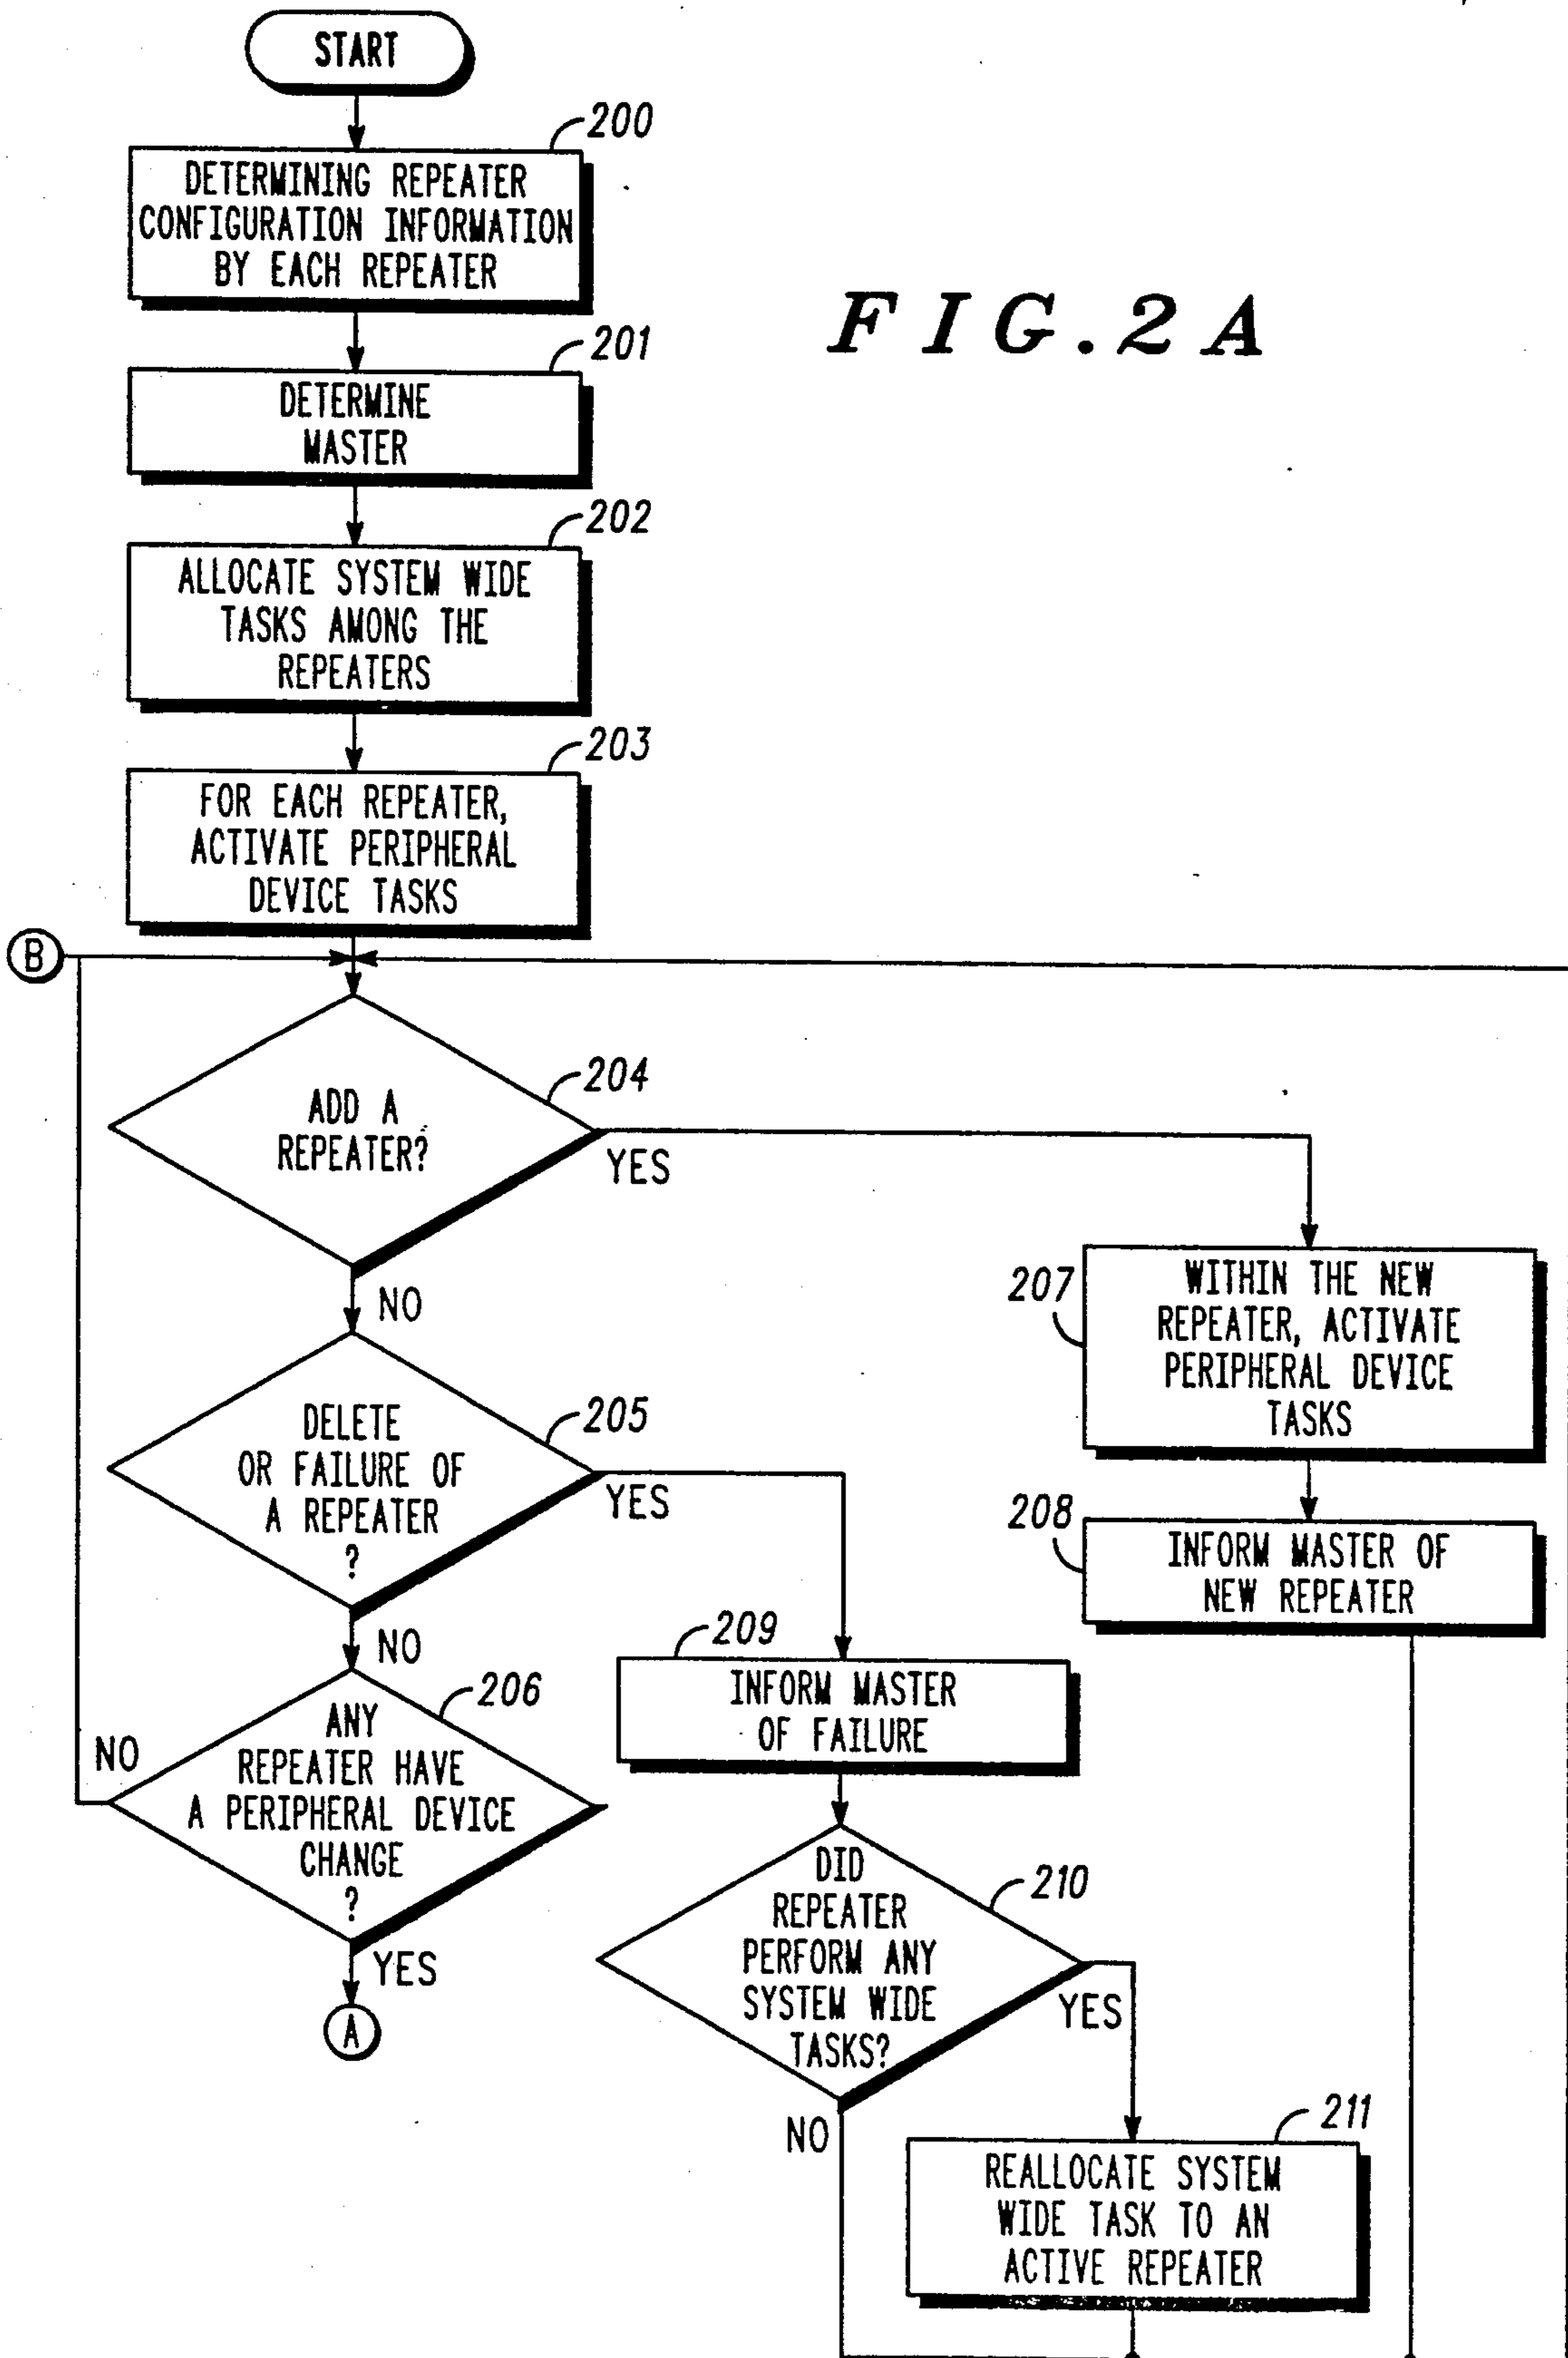 START
200
DETERMINING REPEATER
CONFIGURATION INFORMATION
BY EACH REPEATER
FIG.2A
201
DETERMINE
MASTER
202
ALLOCATE SYSTEM WIDE
TASKS AMONG THE
REPEATERS
203
FOR EACH REPEATER,
ACTIVATE PERIPHERAL
DEVICE TASKS
B
204
ADD A
REPEATER?
YES
NO
207
WITHIN THE NEW
REPEATER, ACTIVATE
PERIPHERAL DEVICE
TASKS
205
DELETE
OR FAILURE OF
A REPEATER
?
YES
NO
208
INFORM MASTER OF
NEW REPEATER
209
INFORM MASTER
OF FAILURE
206
ANY
REPEATER HAVE
A PERIPHERAL DEVICE
CHANGE
?
NO
YES
A
210
DID
REPEATER
PERFORM ANY
SYSTEM WIDE
TASKS?
YES
NO
211
REALLOCATE SYSTEM
WIDE TASK TO AN
ACTIVE REPEATER